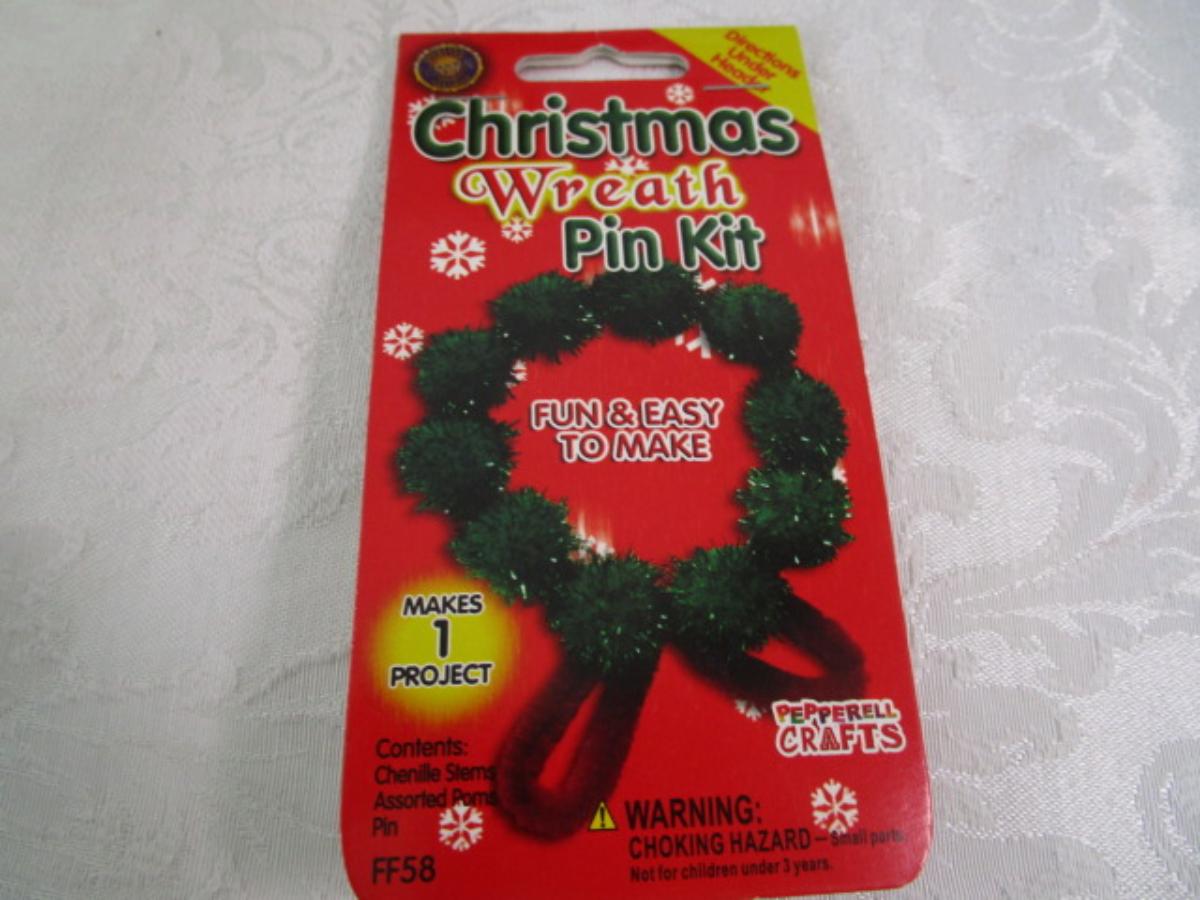 Directions
Under
Header
Christmas
Wreath
Pin Kit
FUN & EASY
TO MAKE
MAKES
1
PROJECT
PEPPERELL
CRAFTS
Contents:
Chenille Stems
Assorted Poms
Pin
FF58
WARNING:
CHOKING HAZARD – Small parts.
Not for children under 3 years.